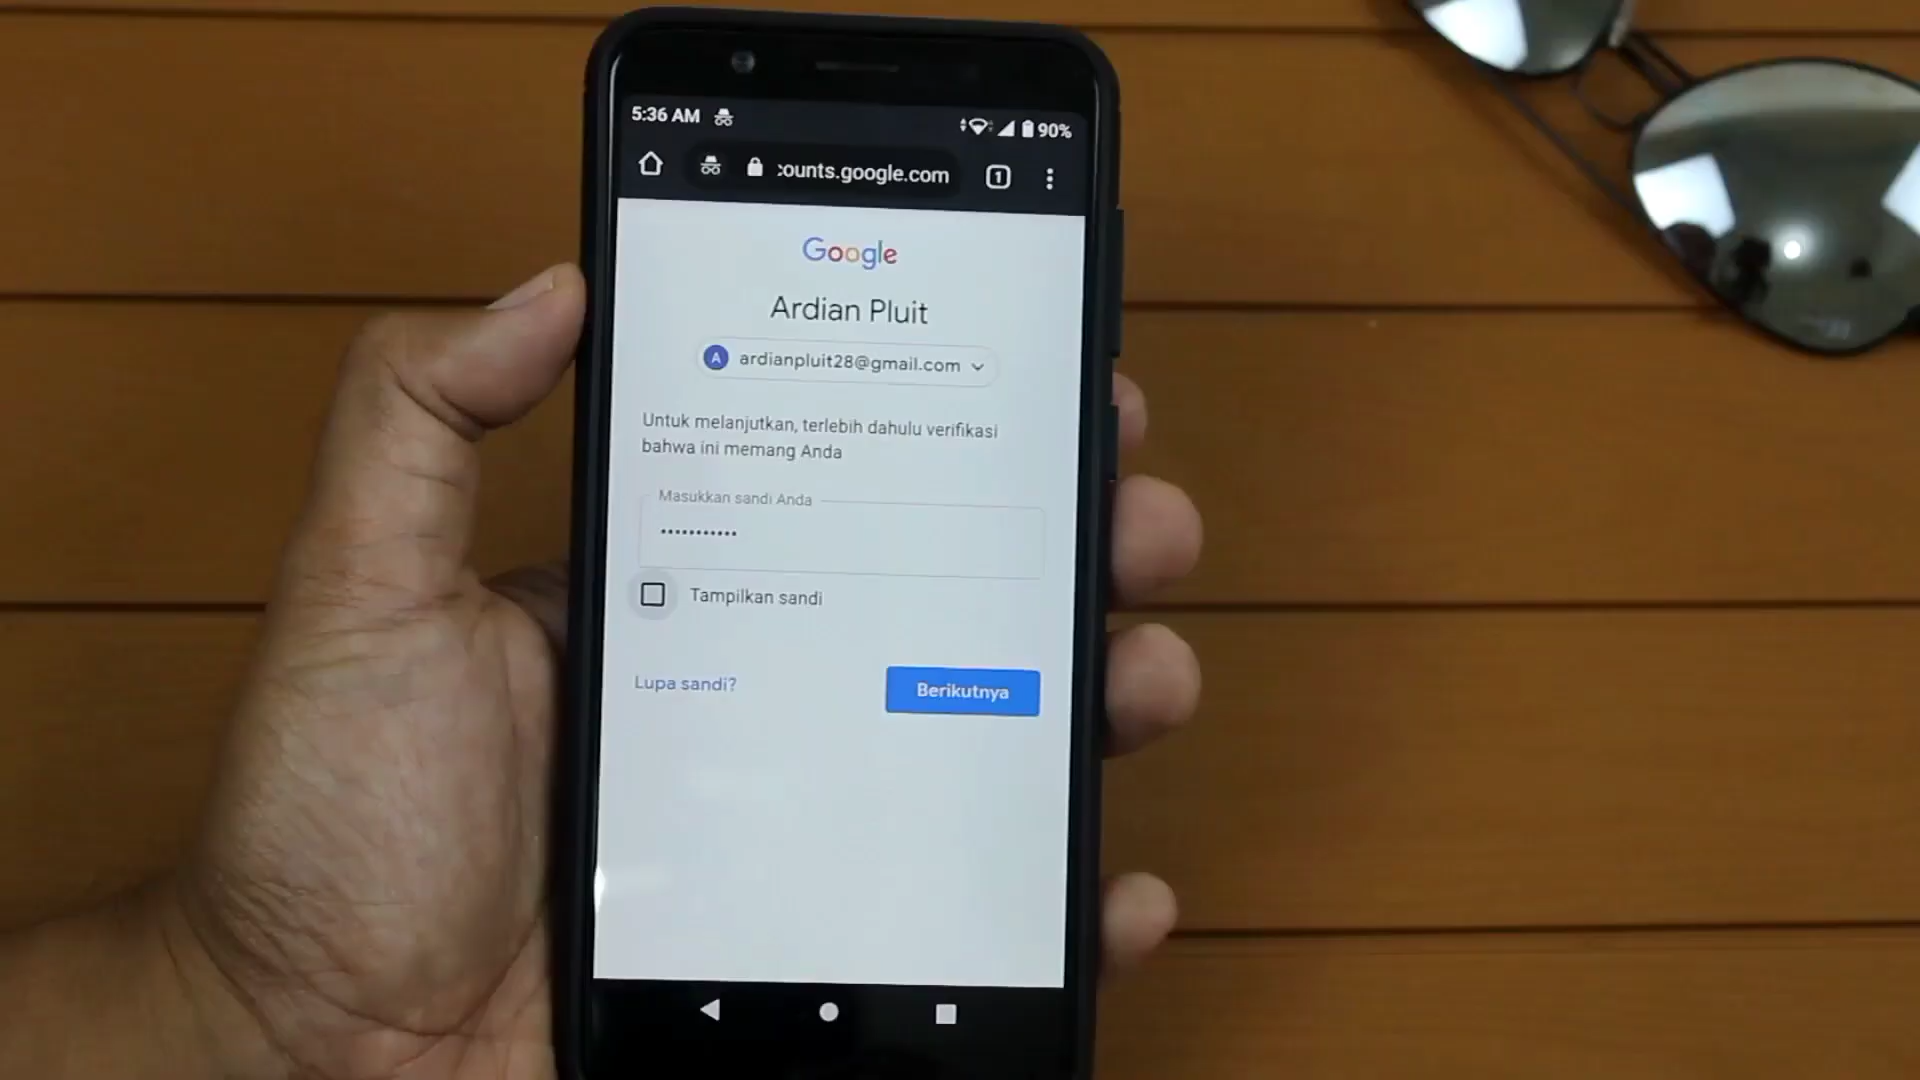 5:36 AM
90%
:ounts.google.com
1
Google
Ardian Pluit
A
ardianpluit28@gmail.com
Untuk melanjutkan, terlebih dahulu verifikasi
bahwa ini memang Anda
Masukkan sandi Anda
•••••••••••
Tampilkan sandi
Lupa sandi?
Berikutnya